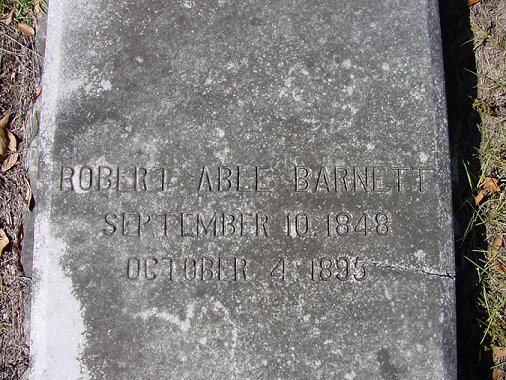 ROBERT ABLE BARNETT
SEPTEMBER 10, 1848
OCTOBER 4, 1895